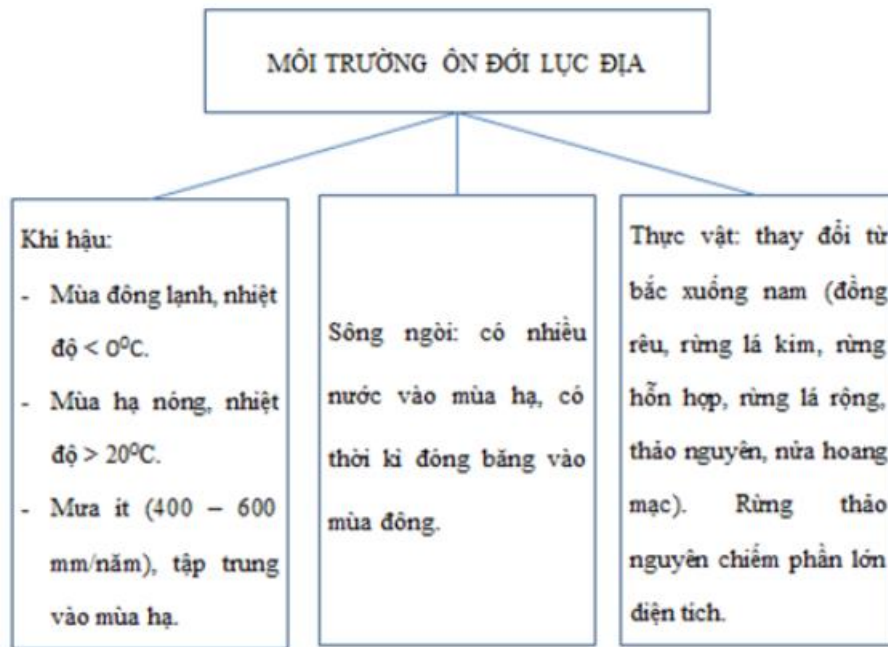 MÔI TRƯỜNG ÔN ĐỚI LỤC ĐỊA
Khí hậu:
- Mùa đông lạnh, nhiệt
độ < 0⁰C.
- Mùa hạ nóng, nhiệt
độ > 20⁰C.
- Mưa ít (400 – 600
mm/năm), tập trung
vào mùa hạ.
Sông ngòi: có nhiều
nước vào mùa hạ, có
thời kì đóng băng vào
mùa đông.
Thực vật: thay đổi từ
bắc xuống nam (đồng
rêu, rừng lá kim, rừng
hỗn hợp, rừng lá rộng,
thảo nguyên, nửa hoang
mạc). Rừng thảo
nguyên chiếm phần lớn
diện tích.